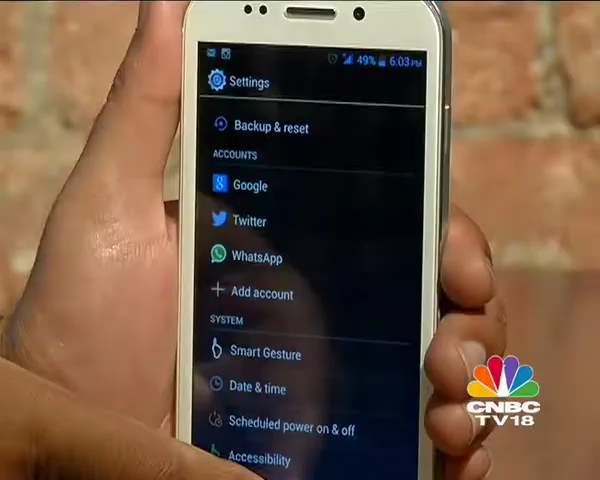 49% 6:03 PM
Settings
Backup & reset
ACCOUNTS
Google
Twitter
WhatsApp
Add account
SYSTEM
Smart Gesture
Date & time
Scheduled power on & off
Accessibility
CNBC
TV18